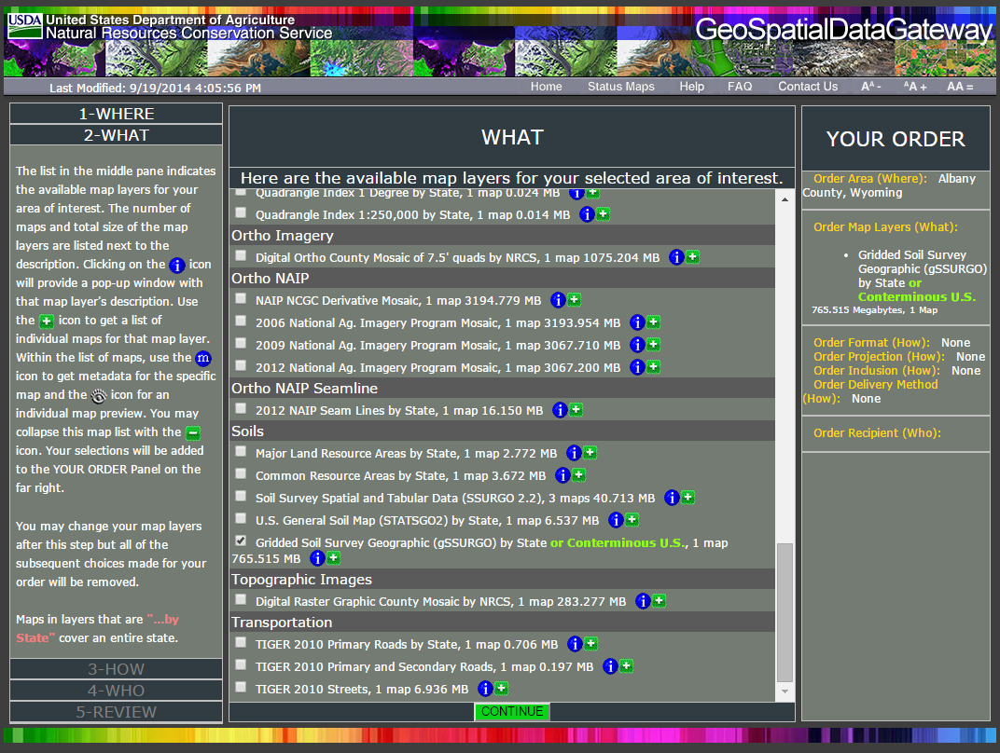 USDA United States Department of Agriculture
Natural Resources Conservation Service
GeoSpatialDataGateway
Last Modified: 9/19/2014 4:05:56 PM
Home Status Maps Help FAQ Contact Us Aᴬ - ᴬA + AA =
1-WHERE
2-WHAT
The list in the middle pane indicates
the available map layers for your
area of interest. The number of
maps and total size of the map
layers are listed next to the
description. Clicking on the i icon
will provide a pop-up window with
that map layer's description. Use
the + icon to get a list of
individual maps for that map layer.
Within the list of maps, use the m
icon to get metadata for the specific
map and the icon for an
individual map preview. You may
collapse this map list with the −
icon. Your selections will be added
to the YOUR ORDER Panel on the
far right.
You may change your map layers
after this step but all of the
subsequent choices made for your
order will be removed.
Maps in layers that are "...by
State" cover an entire state.
3-HOW
4-WHO
5-REVIEW
WHAT
Here are the available map layers for your selected area of interest.
Quadrangle Index 1 Degree by State, 1 map 0.024 MB i +
Quadrangle Index 1:250,000 by State, 1 map 0.014 MB i +
Ortho Imagery
Digital Ortho County Mosaic of 7.5' quads by NRCS, 1 map 1075.204 MB i +
Ortho NAIP
NAIP NCGC Derivative Mosaic, 1 map 3194.779 MB i +
2006 National Ag. Imagery Program Mosaic, 1 map 3193.954 MB i +
2009 National Ag. Imagery Program Mosaic, 1 map 3067.710 MB i +
2012 National Ag. Imagery Program Mosaic, 1 map 3067.200 MB i +
Ortho NAIP Seamline
2012 NAIP Seam Lines by State, 1 map 16.150 MB i +
Soils
Major Land Resource Areas by State, 1 map 2.772 MB i +
Common Resource Areas by State, 1 map 3.672 MB i +
Soil Survey Spatial and Tabular Data (SSURGO 2.2), 3 maps 40.713 MB i +
U.S. General Soil Map (STATSGO2) by State, 1 map 6.537 MB i +
Gridded Soil Survey Geographic (gSSURGO) by State or Conterminous U.S., 1 map
765.515 MB i +
Topographic Images
Digital Raster Graphic County Mosaic by NRCS, 1 map 283.277 MB i +
Transportation
TIGER 2010 Primary Roads by State, 1 map 0.706 MB i +
TIGER 2010 Primary and Secondary Roads, 1 map 0.197 MB i +
TIGER 2010 Streets, 1 map 6.936 MB i +
CONTINUE
YOUR ORDER
Order Area (Where): Albany
County, Wyoming
Order Map Layers (What):
• Gridded Soil Survey
Geographic (gSSURGO)
by State or
Conterminous U.S.
765.515 Megabytes, 1 Map
Order Format (How): None
Order Projection (How): None
Order Inclusion (How): None
Order Delivery Method
(How): None
Order Recipient (Who):